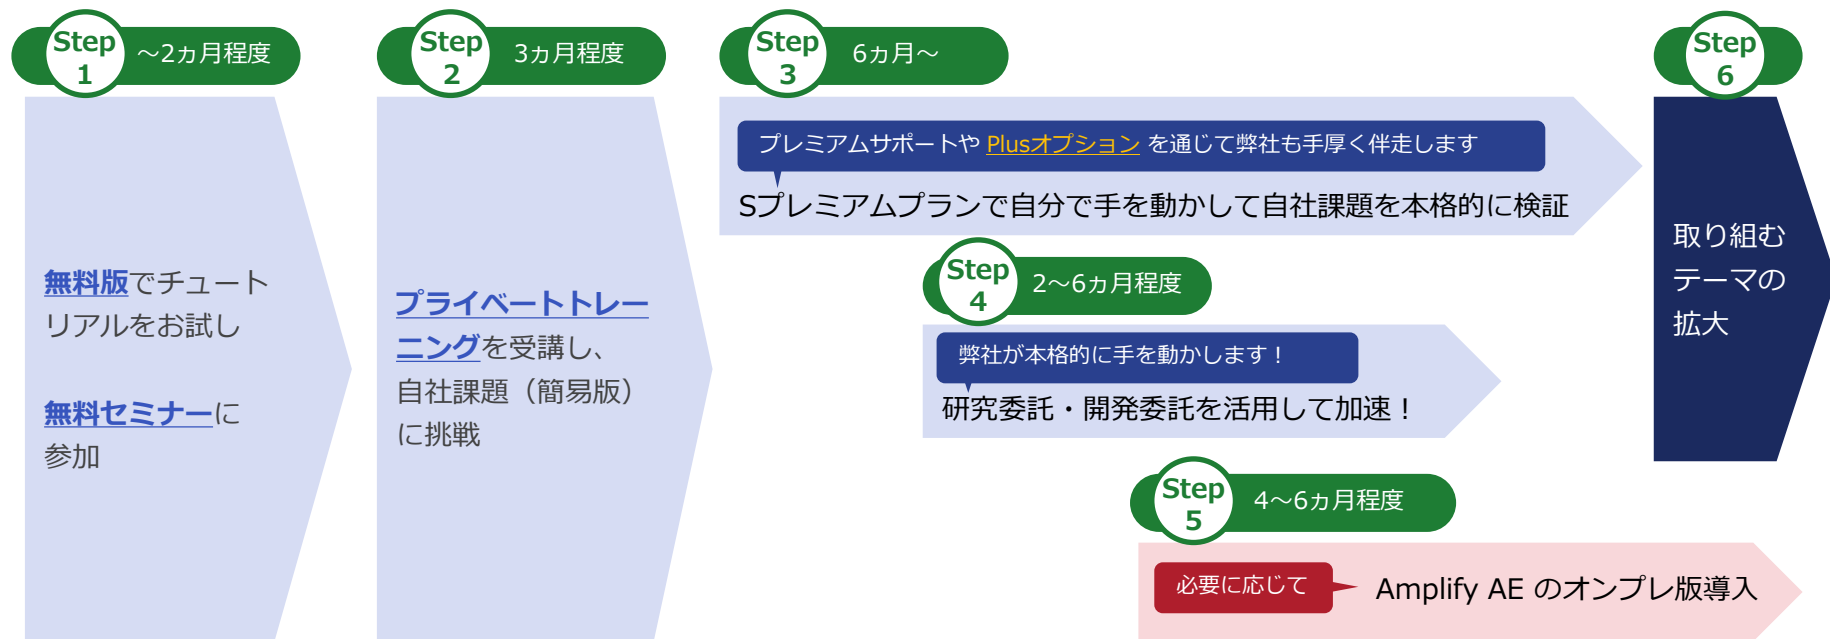 Step
1
～2ヵ月程度
無料版でチュート
リアルをお試し
無料セミナーに
参加
Step
2
3ヵ月程度
プライベートトレー
ニングを受講し、
自社課題（簡易版）
に挑戦
Step
3
6ヵ月～
プレミアムサポートや Plusオプション を通じて弊社も手厚く伴走します
Sプレミアムプランで自分で手を動かして自社課題を本格的に検証
Step
4
2～6ヵ月程度
弊社が本格的に手を動かします！
研究委託・開発委託を活用して加速！
Step
5
4～6ヵ月程度
必要に応じて
Amplify AE のオンプレ版導入
Step
6
取り組む
テーマの
拡大